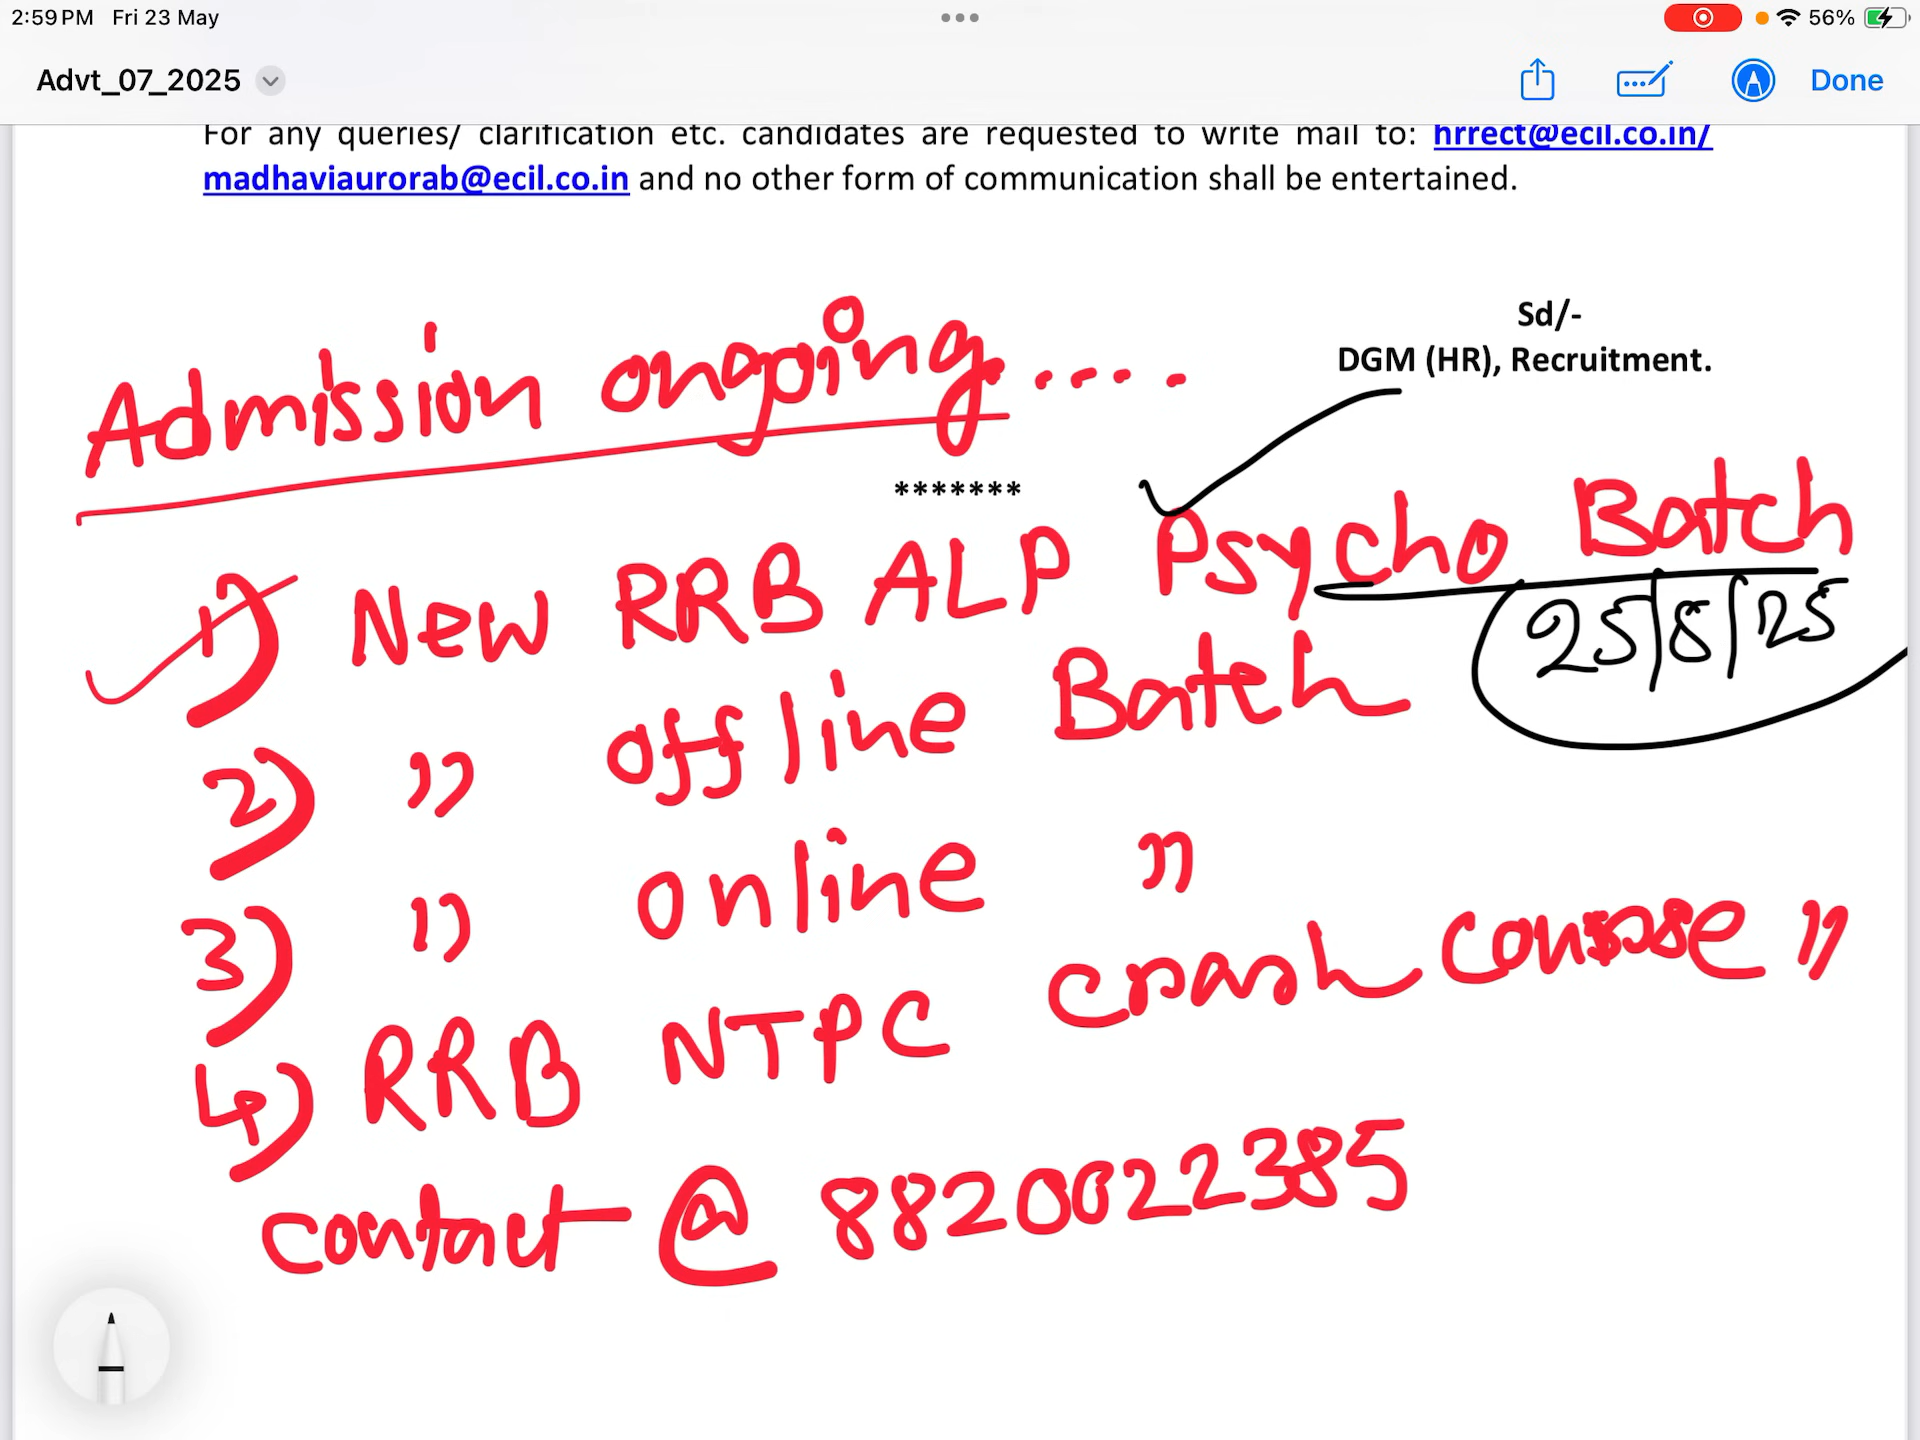 2:59 PM Fri 23 May
56%
Advt_07_2025
Done
For any queries/ clarification etc. candidates are requested to write mail to: hrrect@ecil.co.in/
madhaviaurorab@ecil.co.in and no other form of communication shall be entertained.
Sd/-
DGM (HR), Recruitment.
Admission ongoing.....
*******
1) New RRB ALP Psycho Batch
25/5/25
2) " offline Batch
3) " online "
4) RRB NTPC crash course "
contact @ 8820022385